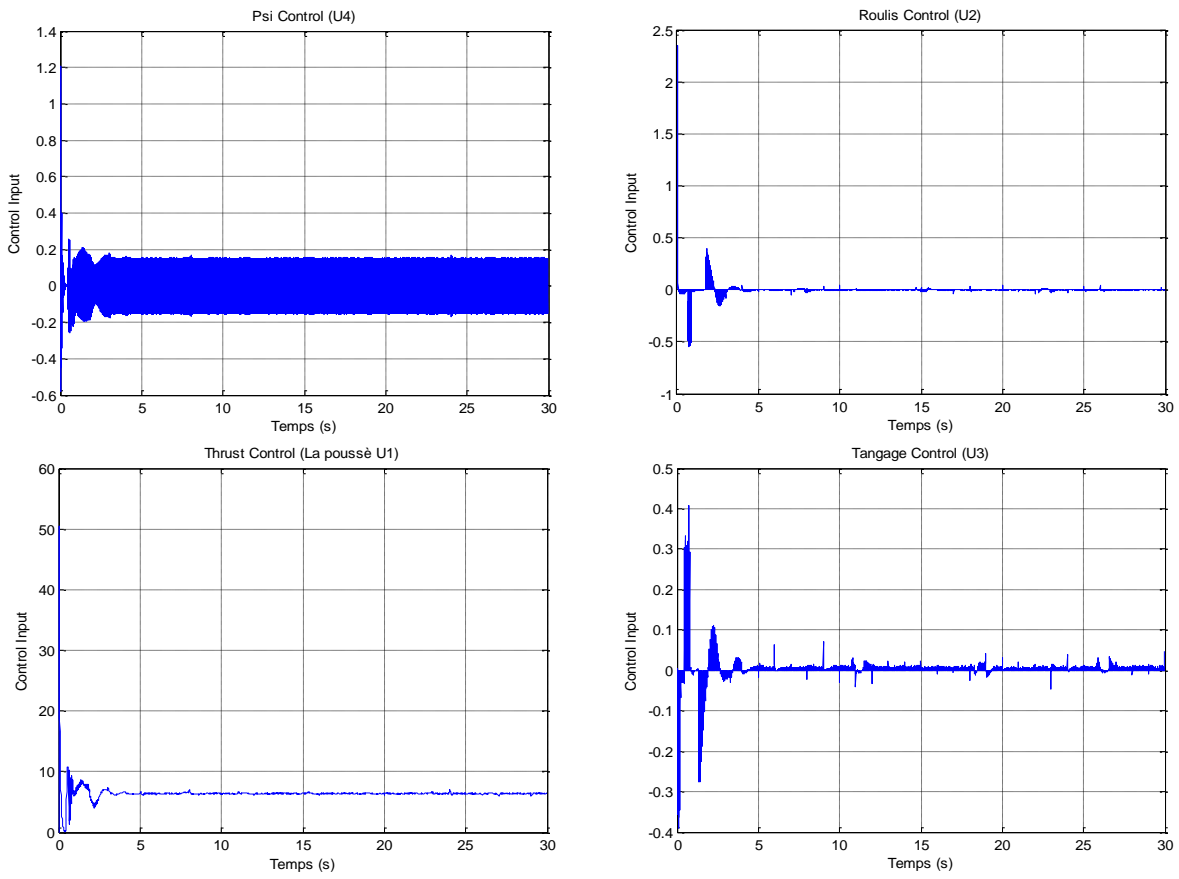 Psi Control (U4)
1.4
1.2
1
0.8
0.6
0.4
0.2
0
-0.2
-0.4
-0.6
Control Input
0 5 10 15 20 25 30
Temps (s)
Roulis Control (U2)
2.5
2
1.5
1
0.5
0
-0.5
-1
Control Input
0 5 10 15 20 25 30
Temps (s)
Thrust Control (La poussè U1)
60
50
40
30
20
10
0
Control Input
0 5 10 15 20 25 30
Temps (s)
Tangage Control (U3)
0.5
0.4
0.3
0.2
0.1
0
-0.1
-0.2
-0.3
-0.4
Control Input
0 5 10 15 20 25 30
Temps (s)